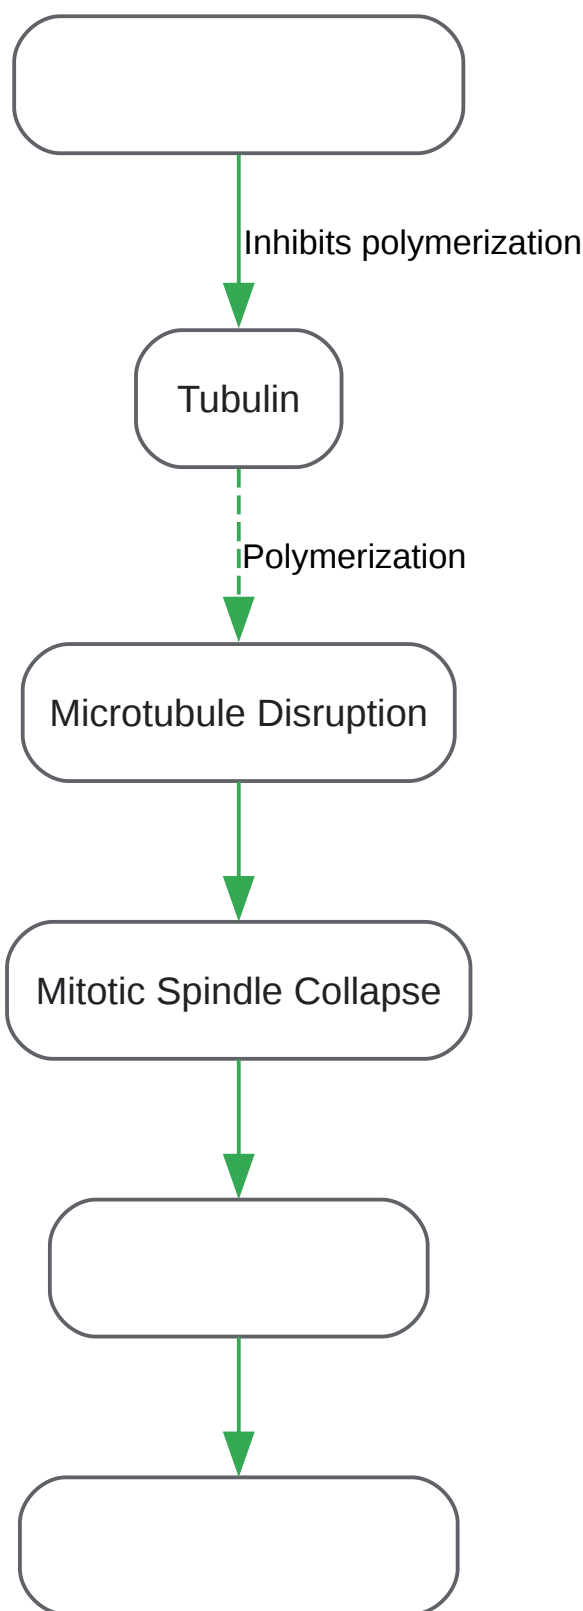 Inhibits polymerization
Tubulin
Polymerization
Microtubule Disruption
Mitotic Spindle Collapse